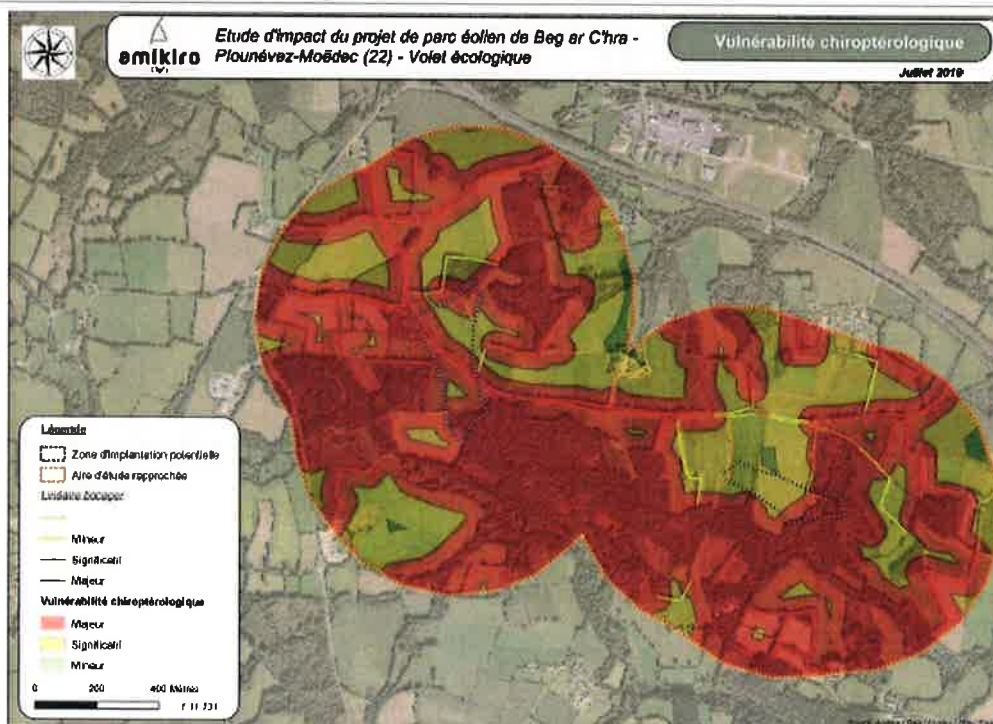 amikiro
Etude d'impact du projet de parc éolien de Beg ar C'hra -
Plounévez-Moëdec (22) - Volet écologique
Vulnérabilité chiroptérologique
Juillet 2019
Légende
Zone d'implantation potentielle
Aire d'étude rapprochée
Linéaire bocager
Mineur
Significatif
Majeur
Vulnérabilité chiroptérologique
Majeur
Significatif
Mineur
0 200 400 Mètres